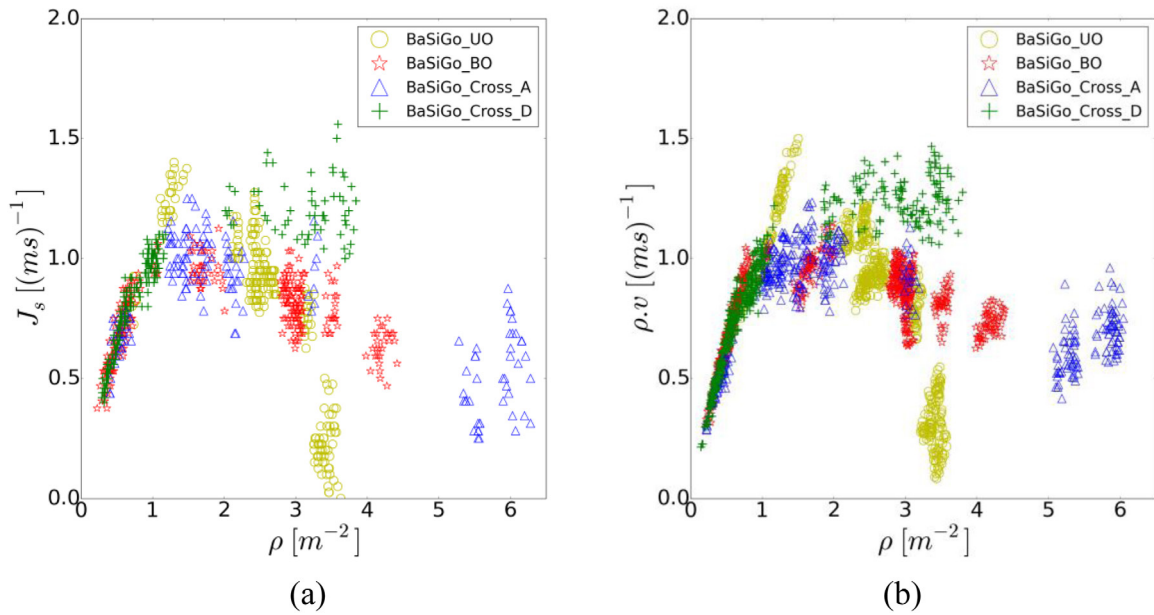 2.0
1.5
1.0
0.5
0.0
J_s [(ms)^{-1}]
BaSiGo_UO
BaSiGo_BO
BaSiGo_Cross_A
BaSiGo_Cross_D
0 1 2 3 4 5 6
ρ [m^{-2}]
(a)
2.0
1.5
1.0
0.5
0.0
ρ.v [(ms)^{-1}]
BaSiGo_UO
BaSiGo_BO
BaSiGo_Cross_A
BaSiGo_Cross_D
0 1 2 3 4 5 6
ρ [m^{-2}]
(b)